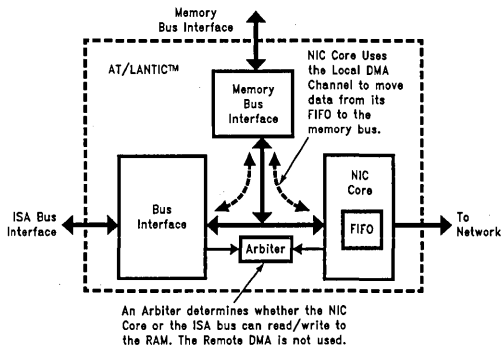 Memory
Bus Interface
AT/LANTIC™
NIC Core Uses
the Local DMA
Channel to move
data from its
FIFO to the
memory bus.
Memory
Bus
Interface
ISA Bus
Interface
Bus
Interface
NIC
Core
FIFO
To
Network
Arbiter
An Arbiter determines whether the NIC
Core or the ISA bus can read/write to
the RAM. The Remote DMA is not used.